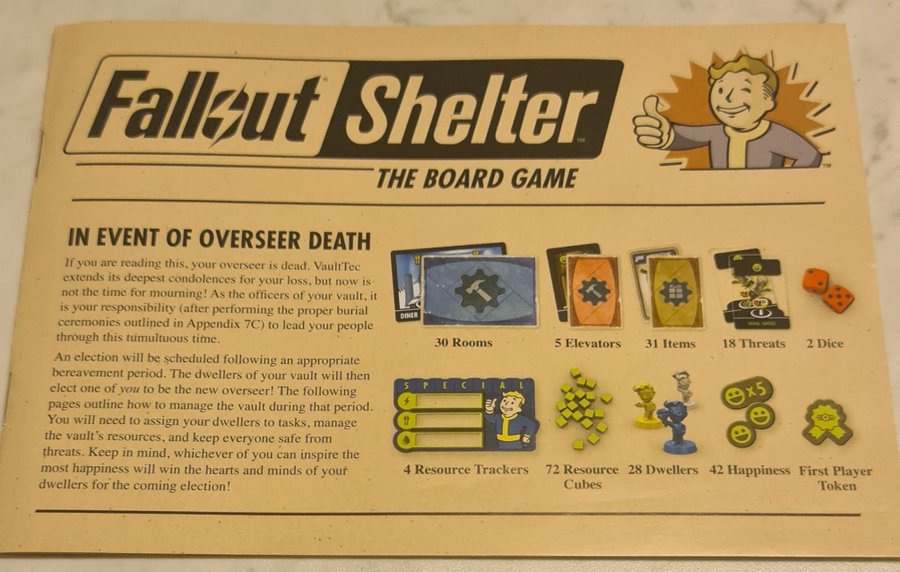 Fallout Shelter
THE BOARD GAME
IN EVENT OF OVERSEER DEATH
If you are reading this, your overseer is dead. VaultTec
extends its deepest condolences for your loss, but now is
not the time for mourning! As the officers of your vault, it
is your responsibility (after performing the proper burial
ceremonies outlined in Appendix 7C) to lead your people
through this tumultuous time.
An election will be scheduled following an appropriate
bereavement period. The dwellers of your vault will then
elect one of you to be the new overseer! The following
pages outline how to manage the vault during that period.
You will need to assign your dwellers to tasks, manage
the vault's resources, and keep everyone safe from
threats. Keep in mind, whichever of you can inspire the
most happiness will win the hearts and minds of your
dwellers for the coming election!
DINER
30 Rooms
5 Elevators
31 Items
FERAL GHOUL
18 Threats
2 Dice
SPECIAL
4 Resource Trackers
72 Resource
Cubes
28 Dwellers
x5
42 Happiness
First Player
Token